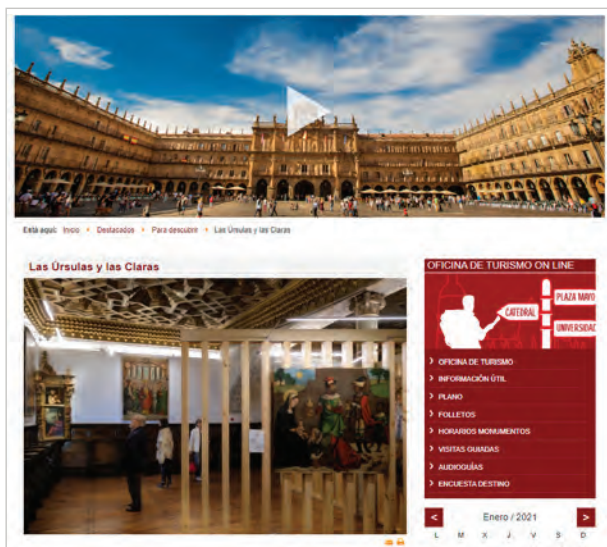 Está aquí: Inicio Destacados Para descubrir Las Úrsulas y las Claras
Las Úrsulas y las Claras
OFICINA DE TURISMO ON LINE
PLAZA MAYO
CATEDRAL
UNIVERSIDAD
OFICINA DE TURISMO
INFORMACIÓN ÚTIL
PLANO
FOLLETOS
HORARIOS MONUMENTOS
VISITAS GUIADAS
AUDIOGUÍAS
ENCUESTA DESTINO
< Enero / 2021 >
L M X J V S D